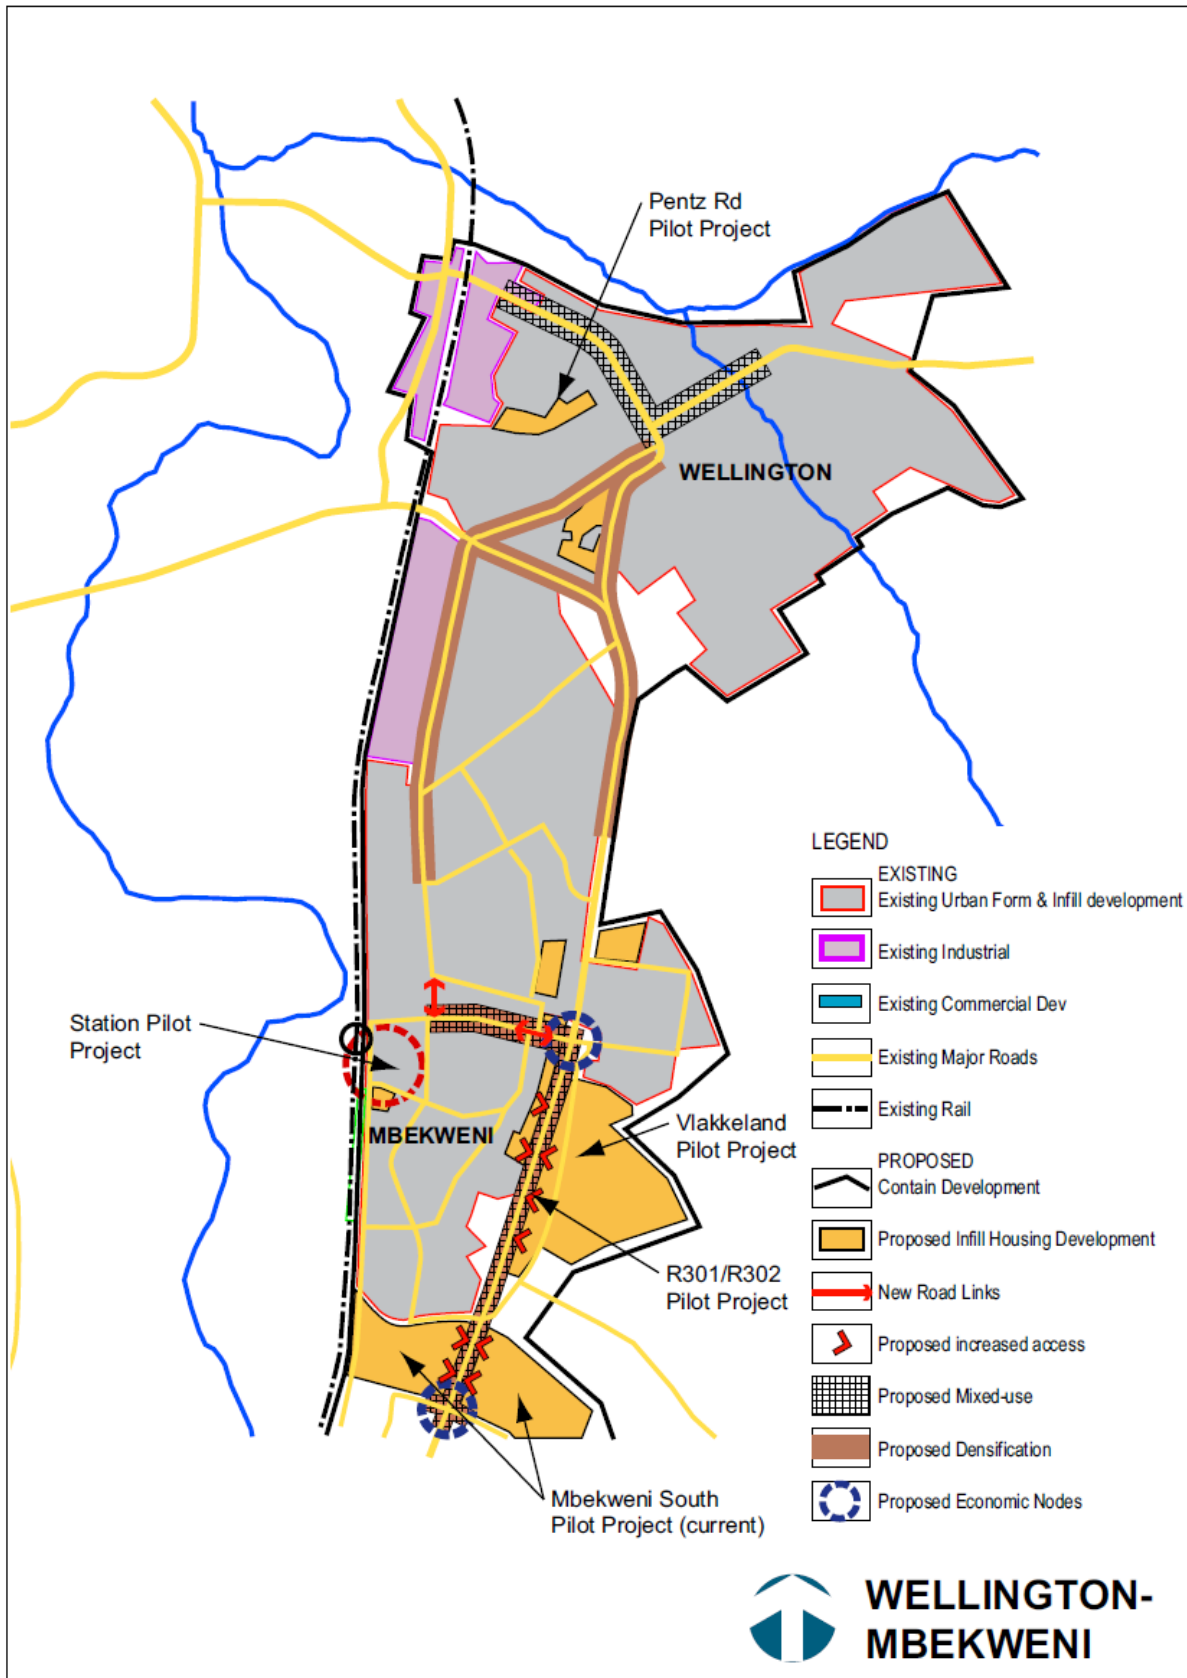 Pentz Rd
Pilot Project
WELLINGTON
Station Pilot
Project
MBEKWENI
Vlakkeland
Pilot Project
R301/R302
Pilot Project
Mbekweni South
Pilot Project (current)
LEGEND
EXISTING
Existing Urban Form & Infill development
Existing Industrial
Existing Commercial Dev
Existing Major Roads
Existing Rail
PROPOSED
Contain Development
Proposed Infill Housing Development
New Road Links
Proposed increased access
Proposed Mixed-use
Proposed Densification
Proposed Economic Nodes
WELLINGTON-
MBEKWENI